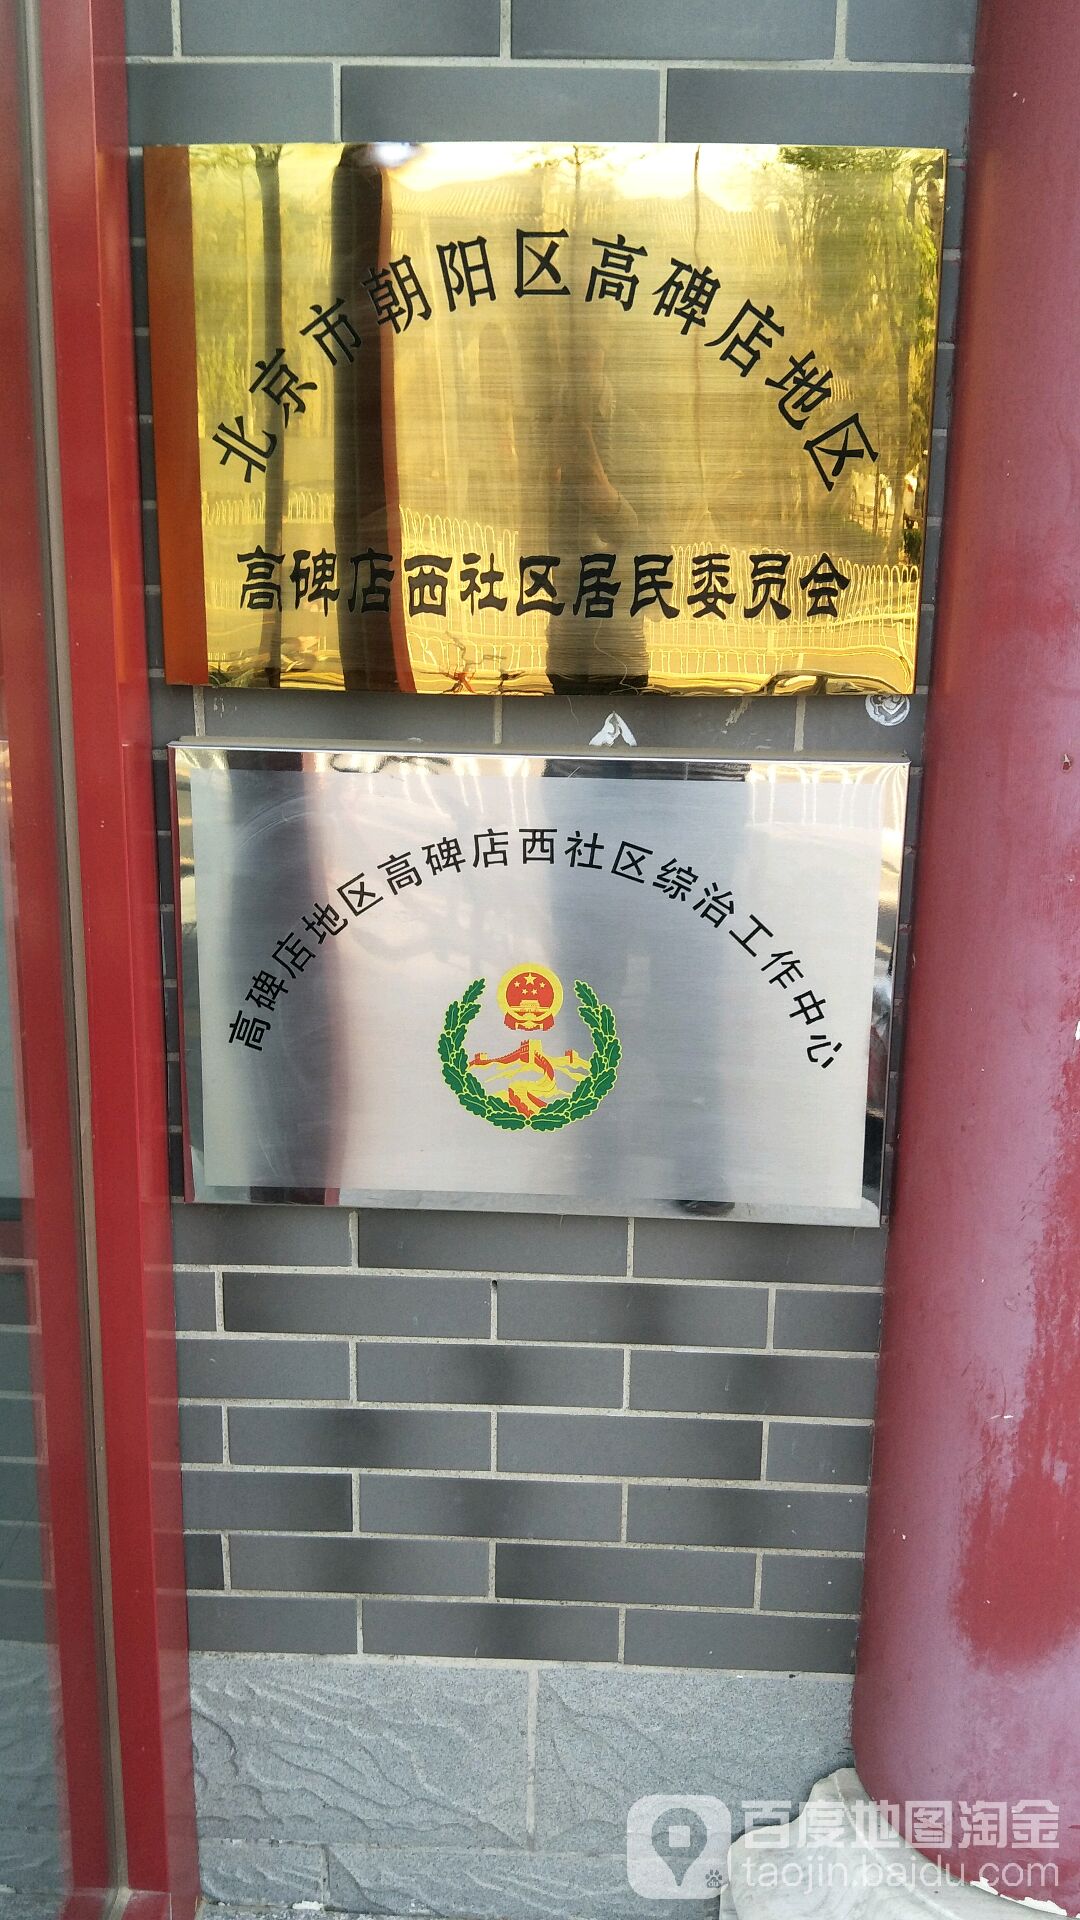 北京市朝阳区高碑店地区
高碑店西社区居民委员会
高碑店地区高碑店西社区综治工作中心
百度地图淘金
taojin.baidu.com